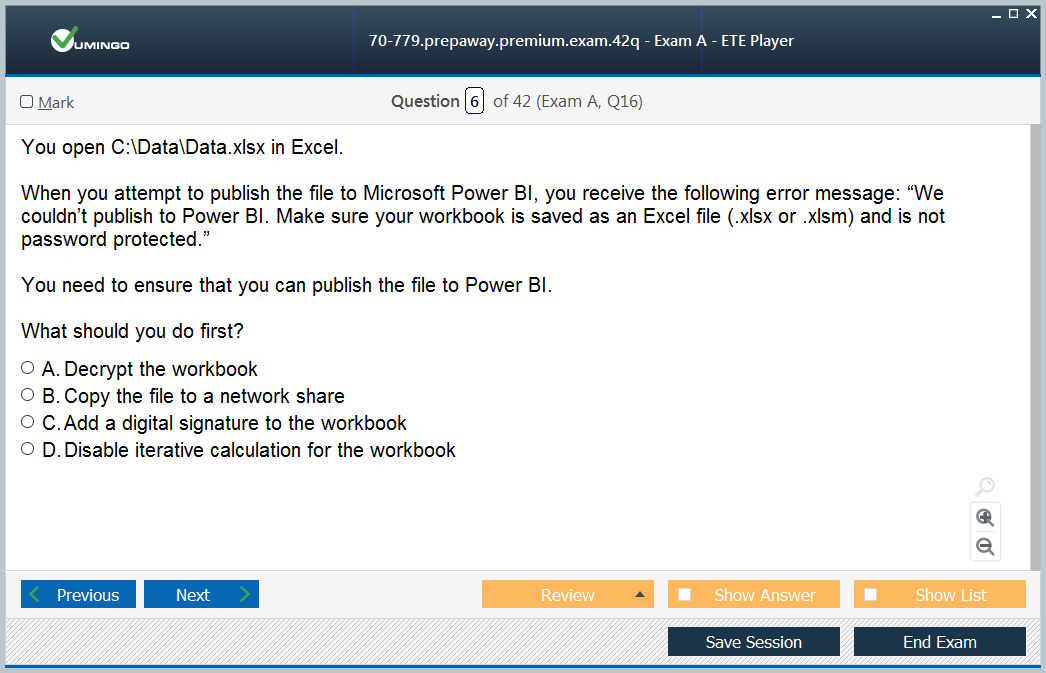 VUMINGO
70-779.prepaway.premium.exam.42q - Exam A - ETE Player
Mark
Question 6 of 42 (Exam A, Q16)
You open C:\Data\Data.xlsx in Excel.
When you attempt to publish the file to Microsoft Power BI, you receive the following error message: “We
couldn’t publish to Power BI. Make sure your workbook is saved as an Excel file (.xlsx or .xlsm) and is not
password protected.”
You need to ensure that you can publish the file to Power BI.
What should you do first?
A. Decrypt the workbook
B. Copy the file to a network share
C. Add a digital signature to the workbook
D. Disable iterative calculation for the workbook
Previous Next Review Show Answer Show List
Save Session End Exam